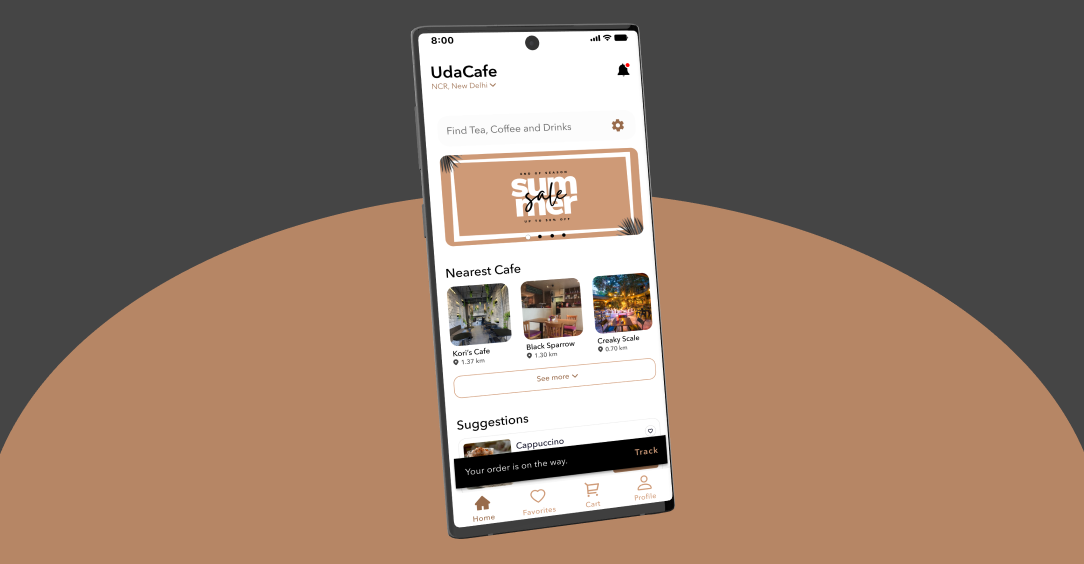 8:00
UdaCafe
NCR, New Delhi
Find Tea, Coffee and Drinks
END OF SEASON
summer
sale
UP TO 50% OFF
Nearest Cafe
Kori's Cafe
1.37 km
Black Sparrow
1.30 km
Creaky Scale
0.70 km
See more
Suggestions
Cappuccino
Your order is on the way.
Track
Home
Favorites
Cart
Profile